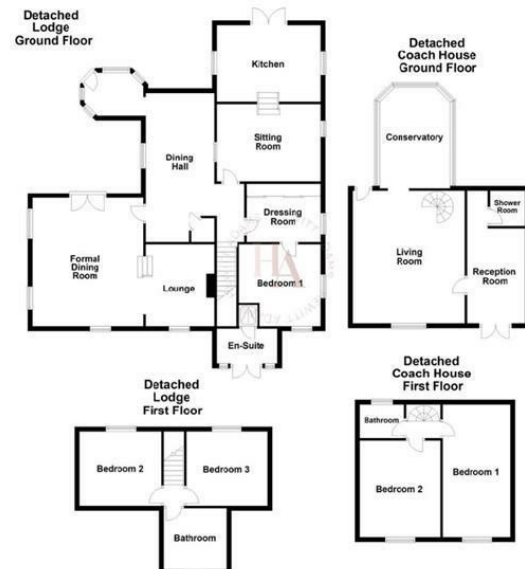 Detached
Lodge
Ground Floor
Kitchen
Sitting
Room
Dining
Hall
Dressing
Room
Formal
Dining
Room
Lounge
Bedroom 1
En-Suite
HA
Detached
Coach House
Ground Floor
Conservatory
Shower
Room
Living
Room
Reception
Room
Detached
Lodge
First Floor
Bedroom 2
Bedroom 3
Bathroom
Detached
Coach House
First Floor
Bathroom
Bedroom 1
Bedroom 2